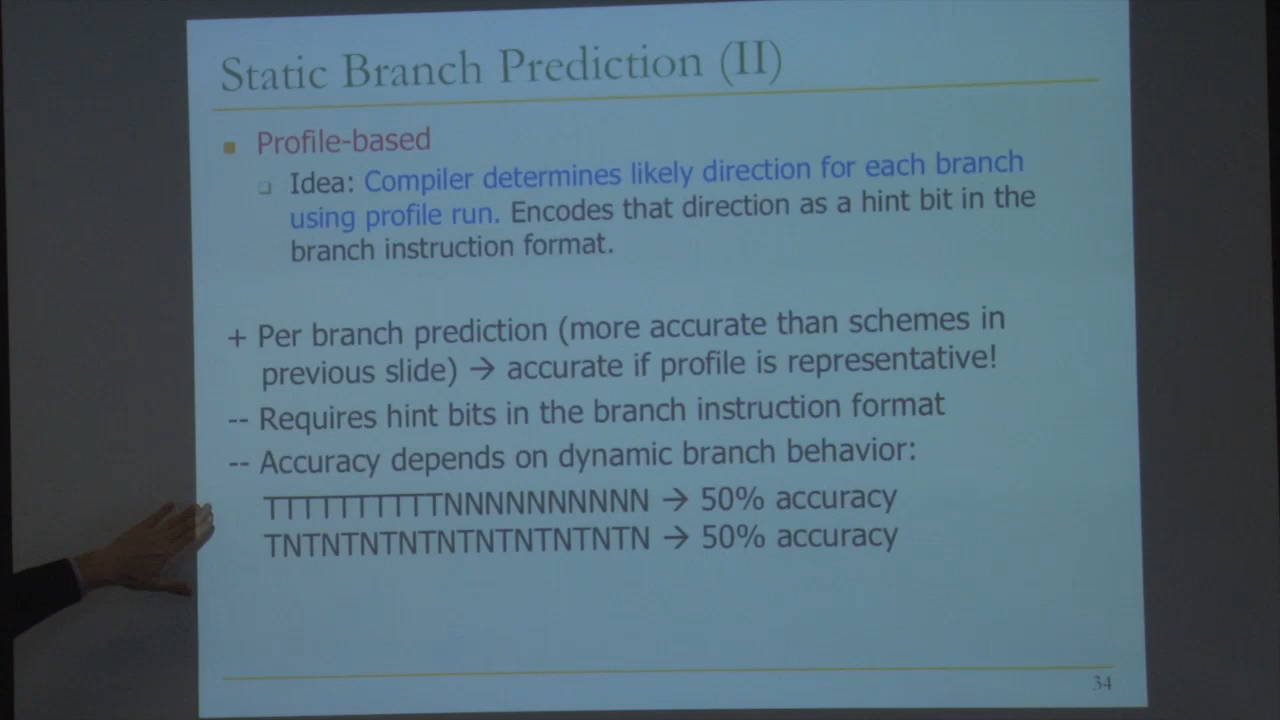 Static Branch Prediction (II)
Profile-based
Idea: Compiler determines likely direction for each branch
using profile run. Encodes that direction as a hint bit in the
branch instruction format.
+ Per branch prediction (more accurate than schemes in
previous slide) → accurate if profile is representative!
-- Requires hint bits in the branch instruction format
-- Accuracy depends on dynamic branch behavior:
TTTTTTTTTTNNNNNNNNNN → 50% accuracy
TNTNTNTNTNTNTNTNTNTN → 50% accuracy
34